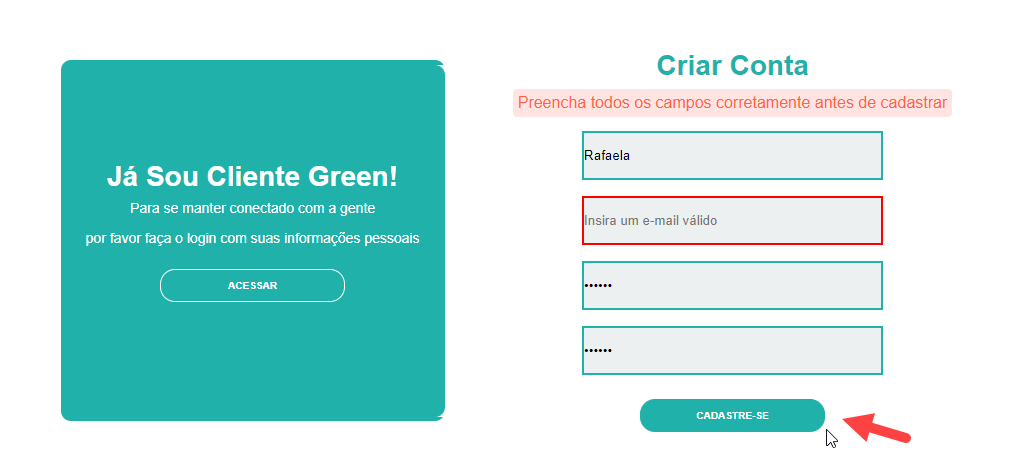 Já Sou Cliente Green!
Para se manter conectado com a gente
por favor faça o login com suas informações pessoais
ACESSAR
Criar Conta
Preencha todos os campos corretamente antes de cadastrar
Rafaela
Insira um e-mail válido
••••••
••••••
CADASTRE-SE